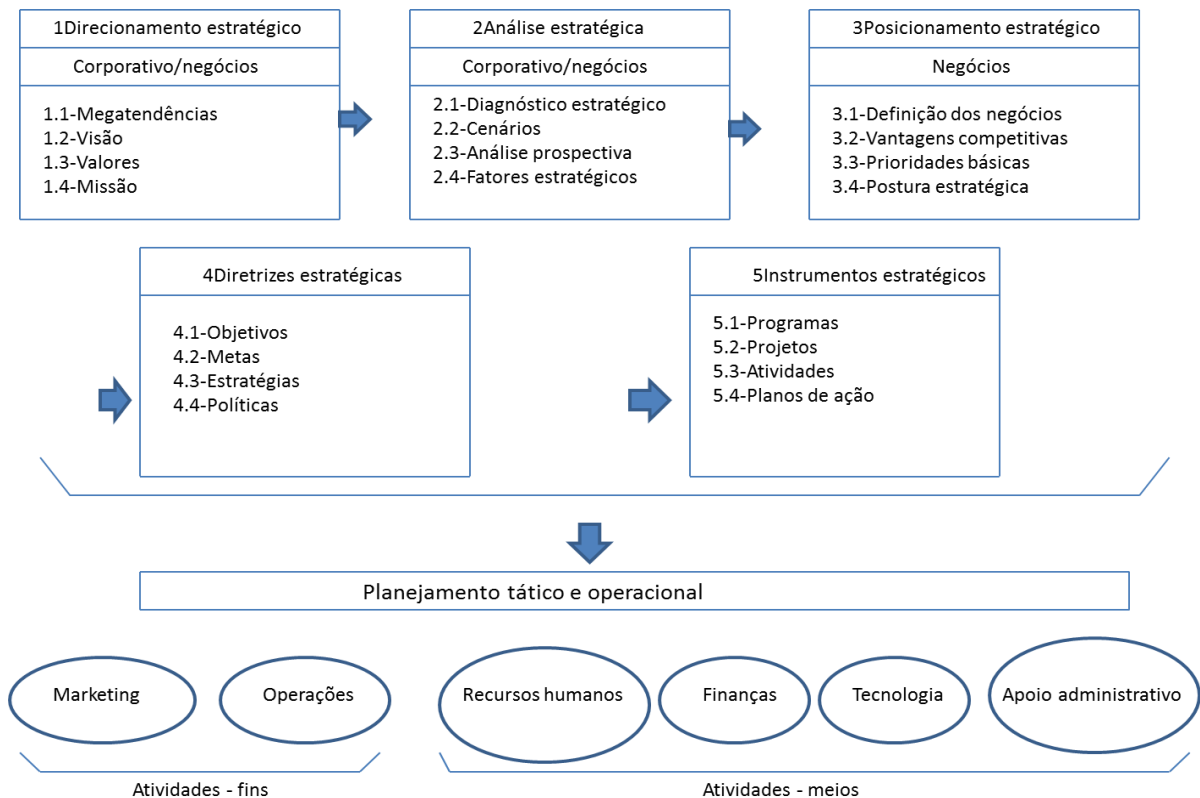 1Direcionamento estratégico
Corporativo/negócios
1.1-Megatendências
1.2-Visão
1.3-Valores
1.4-Missão
2Análise estratégica
Corporativo/negócios
2.1-Diagnóstico estratégico
2.2-Cenários
2.3-Análise prospectiva
2.4-Fatores estratégicos
3Posicionamento estratégico
Negócios
3.1-Definição dos negócios
3.2-Vantagens competitivas
3.3-Prioridades básicas
3.4-Postura estratégica
4Diretrizes estratégicas
4.1-Objetivos
4.2-Metas
4.3-Estratégias
4.4-Políticas
5Instrumentos estratégicos
5.1-Programas
5.2-Projetos
5.3-Atividades
5.4-Planos de ação
Planejamento tático e operacional
Marketing
Operações
Recursos humanos
Finanças
Tecnologia
Apoio administrativo
Atividades - fins
Atividades - meios